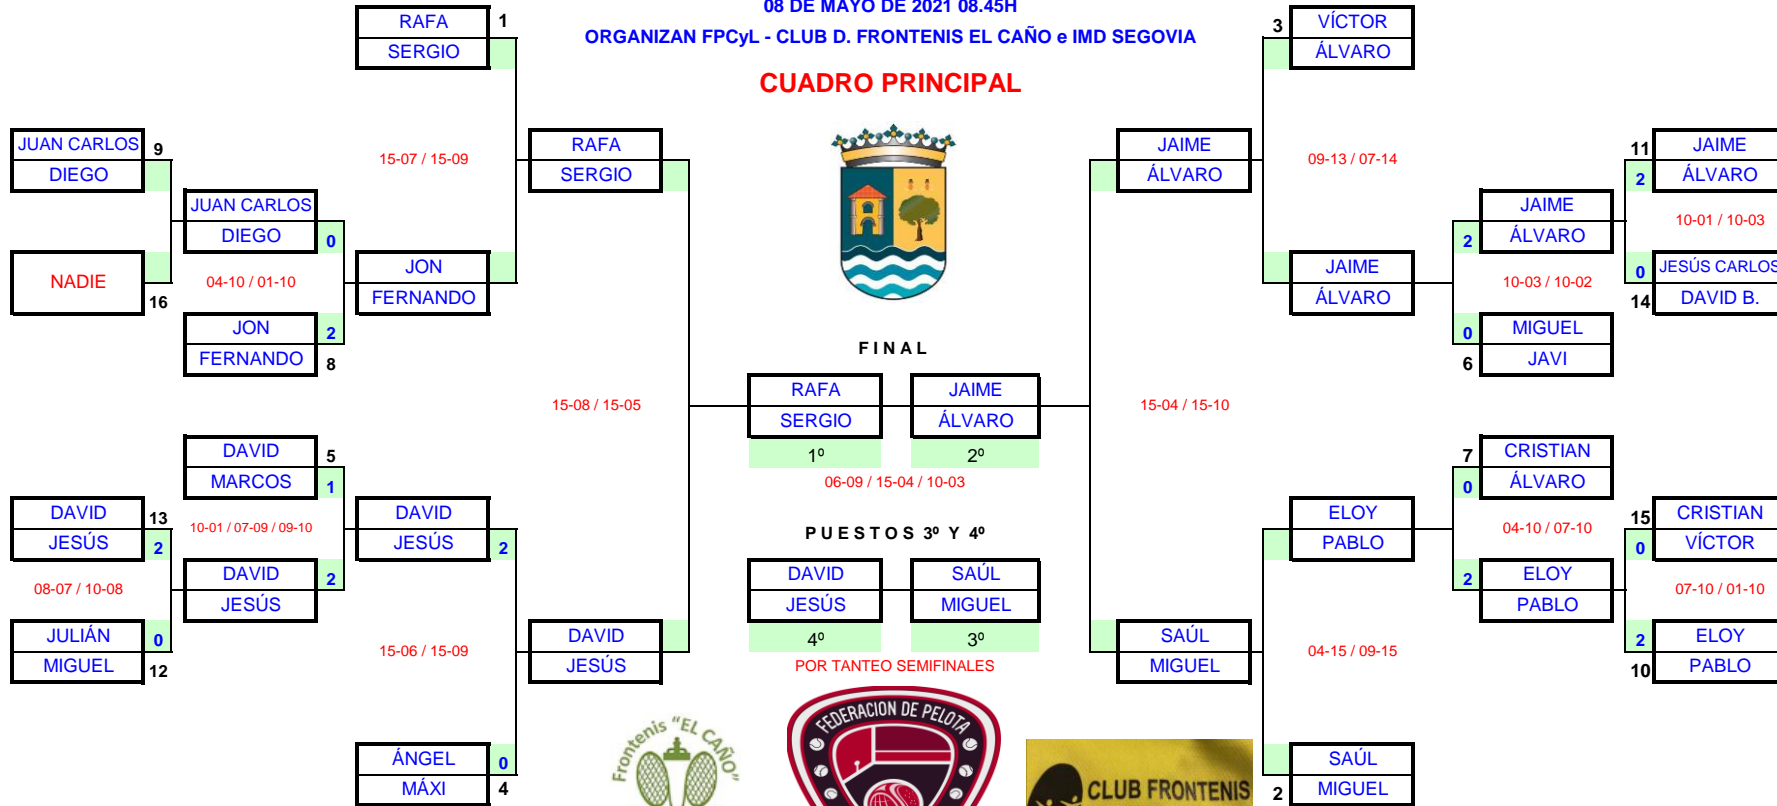 08 DE MAYO DE 2021 08.45H
ORGANIZAN FPCyL - CLUB D. FRONTENIS EL CAÑO e IMD SEGOVIA
CUADRO PRINCIPAL
RAFA 1
SERGIO
JUAN CARLOS 9
DIEGO
15-07 / 15-09
RAFA
SERGIO
JUAN CARLOS
DIEGO 0
NADIE
16
04-10 / 01-10
JON
FERNANDO
JON 2
FERNANDO 8
15-08 / 15-05
DAVID 5
MARCOS 1
DAVID 13
JESÚS 2
10-01 / 07-09 / 09-10
DAVID
JESÚS 2
08-07 / 10-08
DAVID 2
JESÚS
JULIÁN 0
MIGUEL 12
15-06 / 15-09
DAVID
JESÚS
ÁNGEL 0
MÁXI 4
FINAL
RAFA
SERGIO
1º
JAIME
ÁLVARO
2º
06-09 / 15-04 / 10-03
PUESTOS 3º Y 4º
DAVID
JESÚS
4º
SAÚL
MIGUEL
3º
POR TANTEO SEMIFINALES
3 VÍCTOR
ÁLVARO
JAIME
ÁLVARO
09-13 / 07-14
11 JAIME
2 ÁLVARO
JAIME
2 ÁLVARO
10-01 / 10-03
JAIME
ÁLVARO
10-03 / 10-02
0 JESÚS CARLOS
14 DAVID B.
0 MIGUEL
6 JAVI
15-04 / 15-10
7 CRISTIAN
0 ÁLVARO
ELOY
PABLO
04-10 / 07-10
15 CRISTIAN
0 VÍCTOR
2 ELOY
PABLO
07-10 / 01-10
SAÚL
MIGUEL
04-15 / 09-15
2 ELOY
10 PABLO
SAÚL
2 MIGUEL
Frontenis "EL CAÑO"
FEDERACION DE PELOTA
CLUB FRONTENIS